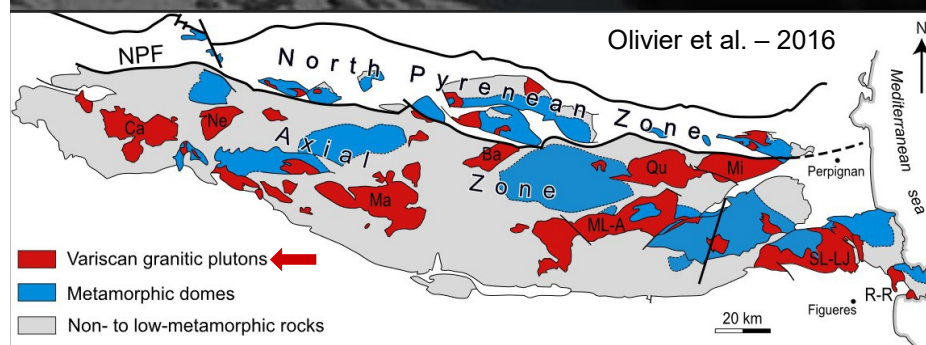 Olivier et al. – 2016
N
NPF
North Pyrenean Zone
Mediterranean sea
Axial Zone
Ca
Ne
Ba
Qu
Mi
Perpignan
Ma
ML-A
SL-LJ
R-R
Figueres
Variscan granitic plutons
Metamorphic domes
Non- to low-metamorphic rocks
20 km